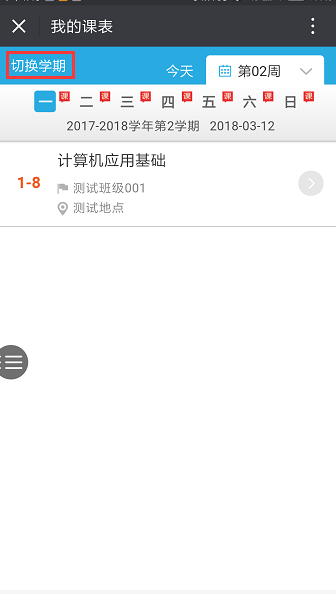 我的课表
切换学期
今天
第02周
一 课 二 课 三 课 四 课 五 课 六 课 日 课
2017-2018学年第2学期 2018-03-12
计算机应用基础
1-8
测试班级001
测试地点